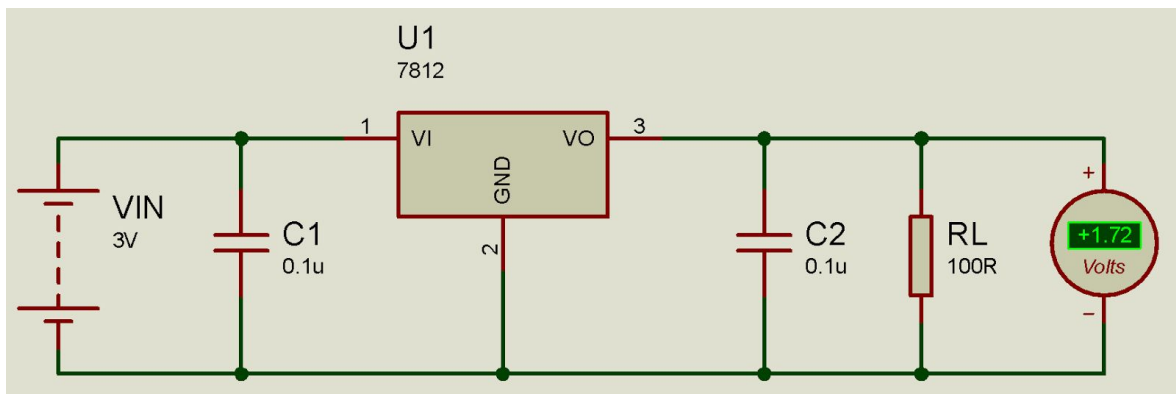 U1
7812
1
VI
VO
3
GND
2
VIN
3V
C1
0.1u
C2
0.1u
RL
100R
+
+1.72
Volts
−